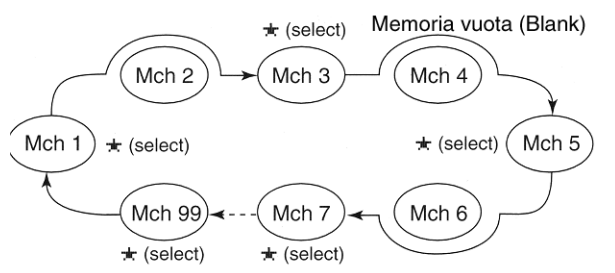 ★ (select)
Memoria vuota (Blank)
Mch 2
Mch 3
Mch 4
Mch 1
★ (select)
★ (select)
Mch 5
Mch 99
Mch 7
Mch 6
★ (select)
★ (select)